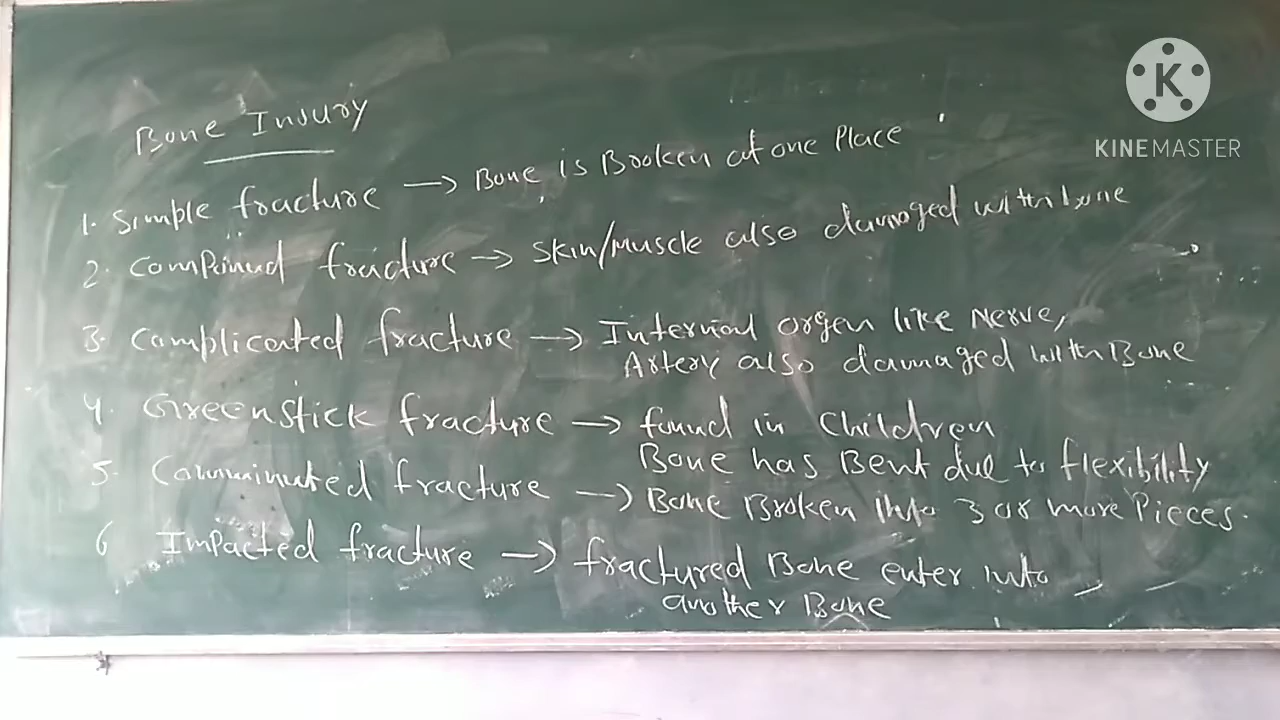 Bone Injury
1. Simple fracture → Bone is Broken at one Place
2. Compound fracture → Skin/Muscle also damaged with bone
3. Complicated fracture → Internal organ like Nerve,
Artery also damaged with Bone
4. Greenstick fracture → found in Children
Bone has Bent due to flexibility
5. Comminuted fracture → Bone Broken into 3 or more Pieces.
6 Impacted fracture → fractured Bone enter into
another Bone
K
KINEMASTER